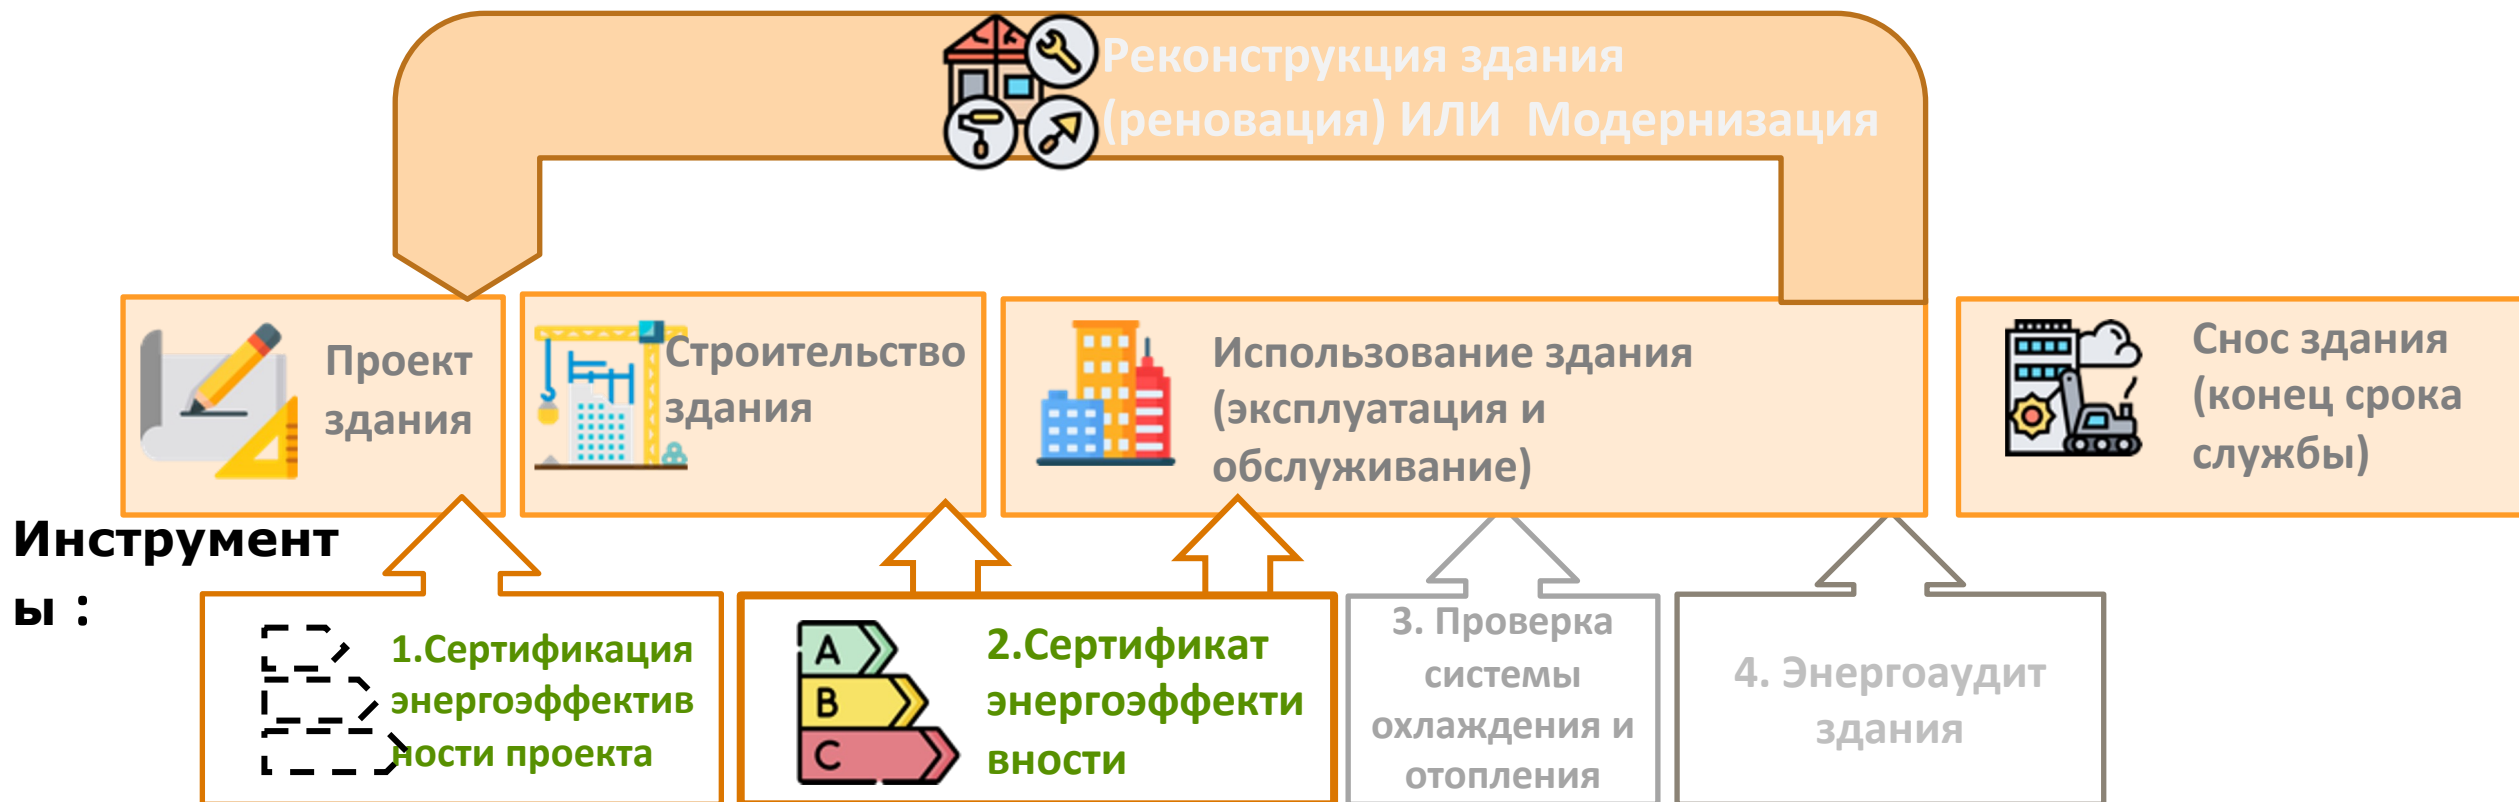 Реконструкция здания
(реновация) ИЛИ Модернизация
Проект
здания
Строительство
здания
Использование здания
(эксплуатация и
обслуживание)
Снос здания
(конец срока
службы)
Инструмент
ы :
1.Сертификация
энергоэффектив
ности проекта
A
B
C
2.Сертификат
энергоэффекти
вности
3. Проверка
системы
охлаждения и
отопления
4. Энергоаудит
здания